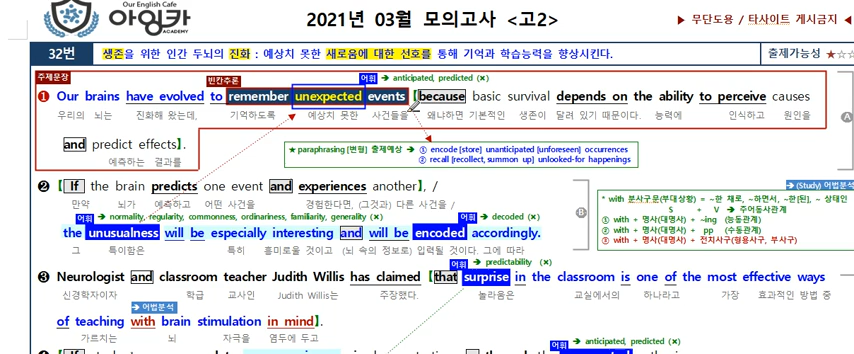 Our English Cafe
아잉카
ACADEMY
2021년 03월 모의고사 <고2>
▶ 무단도용 / 타사이트 게시금지 ◀
32번 생존을 위한 인간 두뇌의 진화 : 예상치 못한 새로움에 대한 선호를 통해 기억과 학습능력을 향상시킨다. 출제가능성 ★☆
주제문장 빈칸추론 어휘 → anticipated, predicted (×)
❶ Our brains have evolved to remember unexpected events 【because basic survival depends on the ability to perceive causes
우리의 뇌는 진화해 왔는데, 기억하도록 예상치 못한 사건들을 왜냐하면 기본적인 생존이 달려 있기 때문이다. 능력에 인식하고 원인을
A
and predict effects】.
예측하는 결과를
★ paraphrasing [변형] 출제예상 → ① encode [store] unanticipated [unforeseen] occurrences
② recall [recollect, summon up] unlooked-for happenings
→ (Study) 어법분석
❷ 【If the brain predicts one event and experiences another】, /
만약 뇌가 예측하고 어떤 사건을 경험한다면, (그것과) 다른 사건을 /
B
* with 분사구문(부대상황) = ~한 채로, ~하면서, ~한[된], ~ 상태인
S + V → 주어동사관계
① with + 명사(대명사) + ~ing (능동관계)
② with + 명사(대명사) + pp (수동관계)
③ with + 명사(대명사) + 전치사구(형용사구, 부사구)
어휘 → normality, regularity, commonness, ordinariness, familiarity, generality (×) 어휘 → decoded (×)
the unusualness will be especially interesting and will be encoded accordingly.
그 특이함은 특히 흥미로울 것이고 (뇌 속의 정보로) 입력될 것이다. 그에 따라
어휘 → predictability (×)
❸ Neurologist and classroom teacher Judith Willis has claimed 【that surprise in the classroom is one of the most effective ways
신경학자이자 학급 교사인 Judith Willis는 주장했다. 놀라움은 교실에서의 하나라고 가장 효과적인 방법 중
→ 어법분석
of teaching with brain stimulation in mind】.
가르치는 뇌 자극을 염두에 두고
어휘 → anticipated, predicted (×)